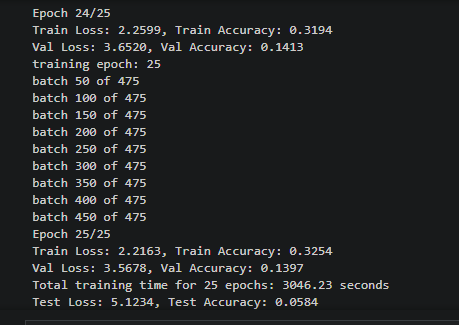 Epoch 24/25
Train Loss: 2.2599, Train Accuracy: 0.3194
Val Loss: 3.6520, Val Accuracy: 0.1413
training epoch: 25
batch 50 of 475
batch 100 of 475
batch 150 of 475
batch 200 of 475
batch 250 of 475
batch 300 of 475
batch 350 of 475
batch 400 of 475
batch 450 of 475
Epoch 25/25
Train Loss: 2.2163, Train Accuracy: 0.3254
Val Loss: 3.5678, Val Accuracy: 0.1397
Total training time for 25 epochs: 3046.23 seconds
Test Loss: 5.1234, Test Accuracy: 0.0584